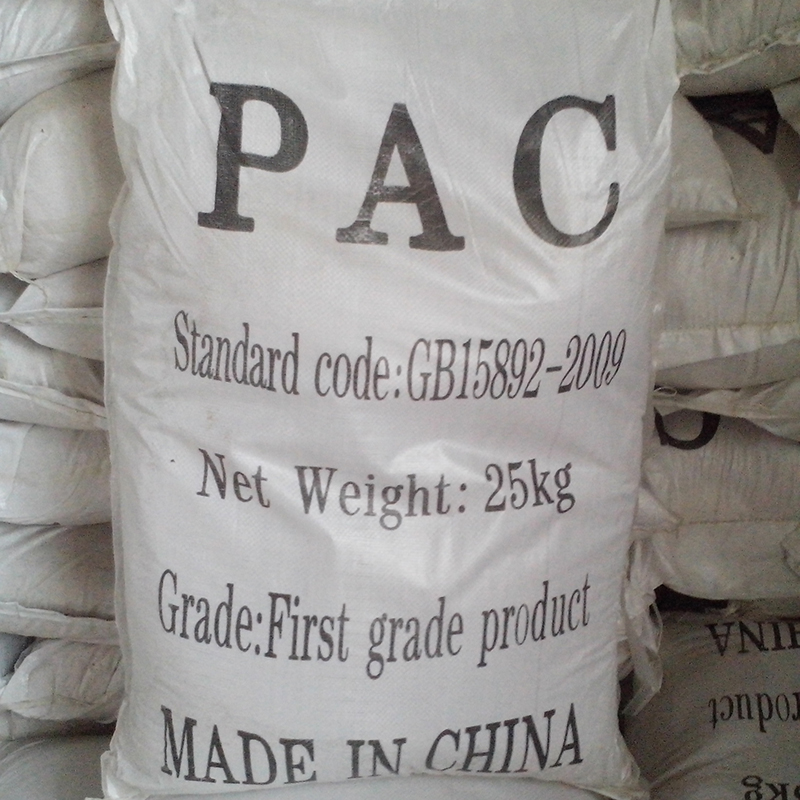 PAC
Standard code:GB15892-2009
Net Weight: 25kg
Grade:First grade product
MADE IN CHINA